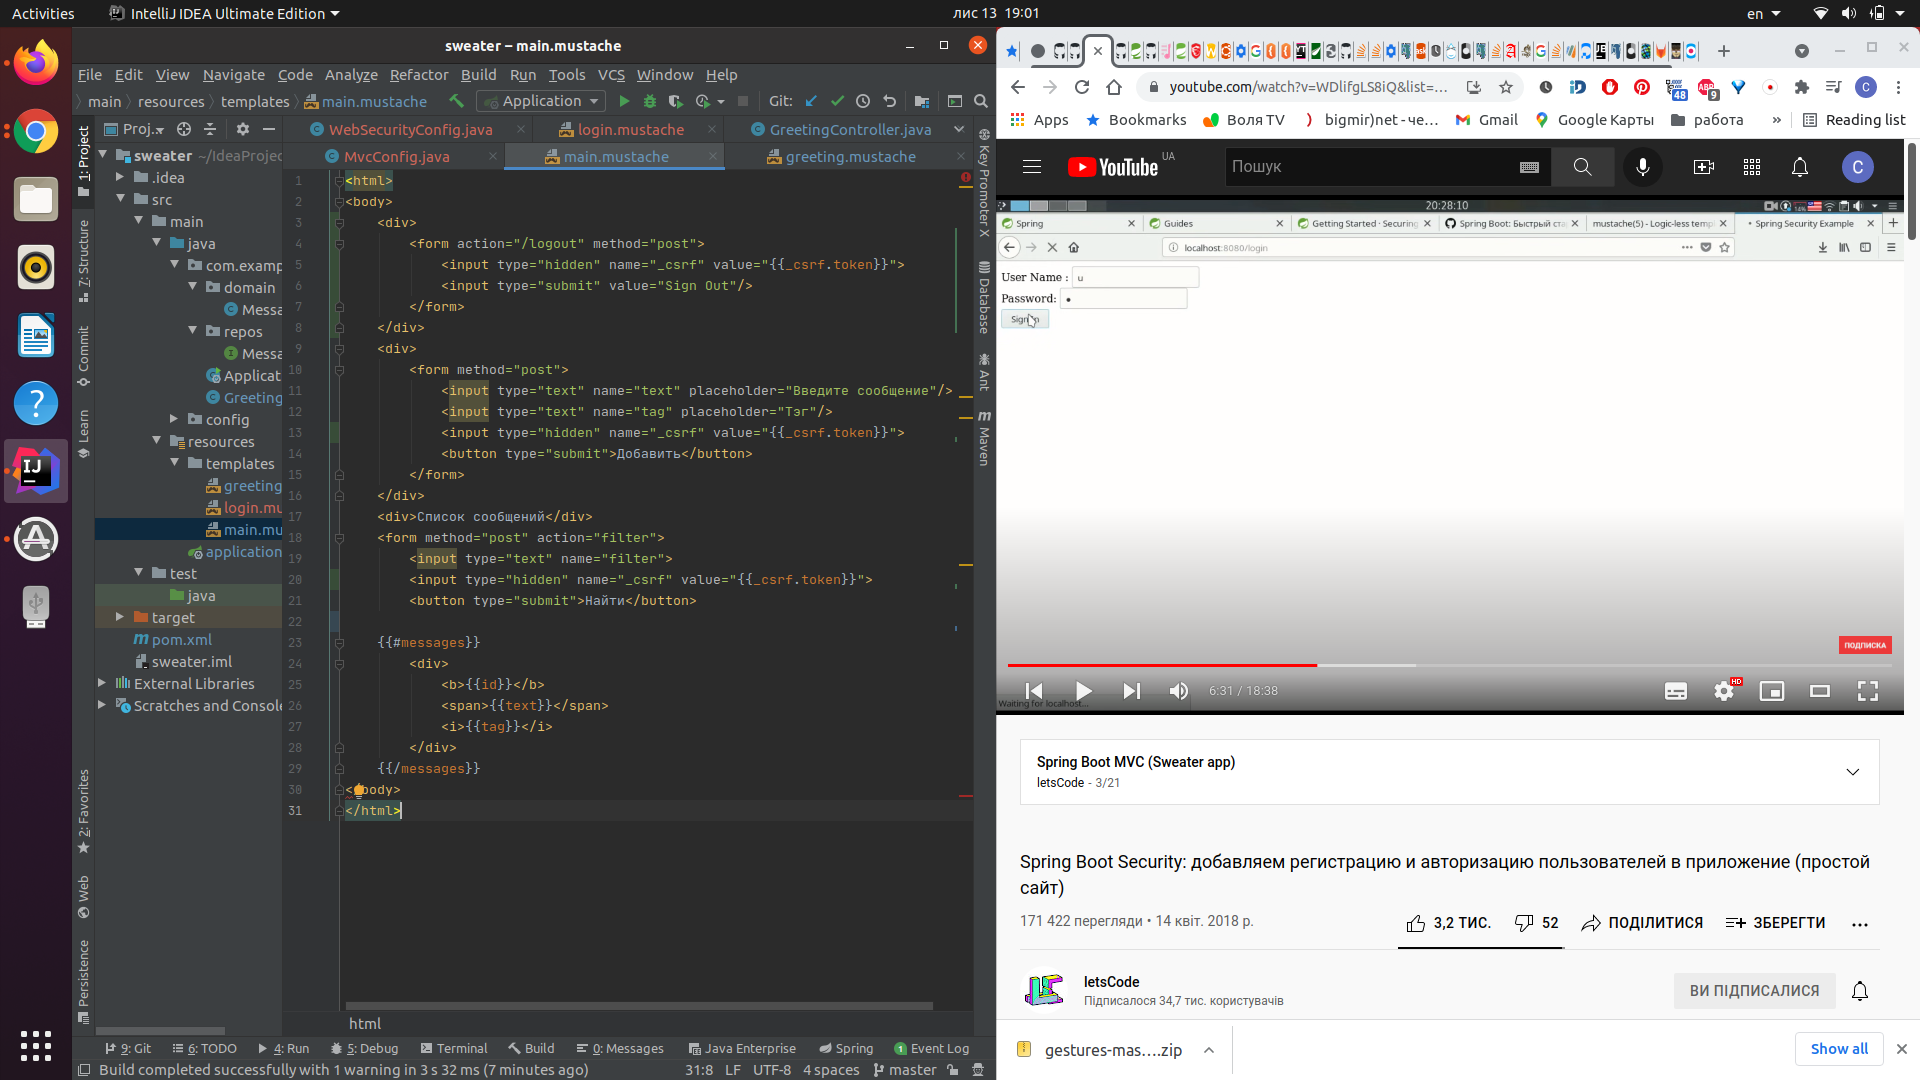 Activities
IntelliJ IDEA Ultimate Edition
лис 13 19:01
en
sweater – main.mustache
File Edit View Navigate Code Analyze Refactor Build Run Tools VCS Window Help
main resources templates main.mustache
Application
Git:
Proj...
WebSecurityConfig.java
login.mustache
GreetingController.java
MvcConfig.java
main.mustache
greeting.mustache
1: Project
7: Structure
Commit
Learn
2: Favorites
Web
Persistence
sweater ~/IdeaProjec
.idea
src
main
java
com.examp
domain
Messa
repos
Messa
Applicat
Greeting
config
resources
templates
greeting
login.mu
main.mu
application
test
java
target
pom.xml
sweater.iml
External Libraries
Scratches and Console
1 <html>
2 <body>
3 <div>
4 <form action="/logout" method="post">
5 <input type="hidden" name="_csrf" value="{{_csrf.token}}">
6 <input type="submit" value="Sign Out"/>
7 </form>
8 </div>
9 <div>
10 <form method="post">
11 <input type="text" name="text" placeholder="Введите сообщение"/>
12 <input type="text" name="tag" placeholder="Тэг"/>
13 <input type="hidden" name="_csrf" value="{{_csrf.token}}">
14 <button type="submit">Добавить</button>
15 </form>
16 </div>
17 <div>Список сообщений</div>
18 <form method="post" action="filter">
19 <input type="text" name="filter">
20 <input type="hidden" name="_csrf" value="{{_csrf.token}}">
21 <button type="submit">Найти</button>
22
23 {{#messages}}
24 <div>
25 <b>{{id}}</b>
26 <span>{{text}}</span>
27 <i>{{tag}}</i>
28 </div>
29 {{/messages}}
30 body>
31 </html>
html
Key Promoter X
Database
Ant
Maven
9: Git 6: TODO 4: Run 5: Debug Terminal Build 0: Messages Java Enterprise Spring Event Log
Build completed successfully with 1 warning in 3 s 32 ms (7 minutes ago)
31:8 LF UTF-8 4 spaces master
youtube.com/watch?v=WDlifgLS8iQ&list=...
48
9
C
Apps Bookmarks Воля TV bigmir)net - че... Gmail Google Карты работа » Reading list
YouTube UA
Пошук
C
20:28:10
Spring
Guides
Getting Started · Securing
Spring Boot: Быстрый ста
mustache(5) - Logic-less temp
Spring Security Example
localhost:8080/login
User Name : u
Password:
ПОДПИСКА
6:31 / 18:38
HD
Waiting for localhost...
Spring Boot MVC (Sweater app)
letsCode - 3/21
Spring Boot Security: добавляем регистрацию и авторизацию пользователей в приложение (простой
сайт)
171 422 перегляди • 14 квіт. 2018 р.
3,2 ТИС.
52
ПОДІЛИТИСЯ
ЗБЕРЕГТИ
letsCode
Підписалося 34,7 тис. користувачів
ВИ ПІДПИСАЛИСЯ
gestures-mas....zip
Show all